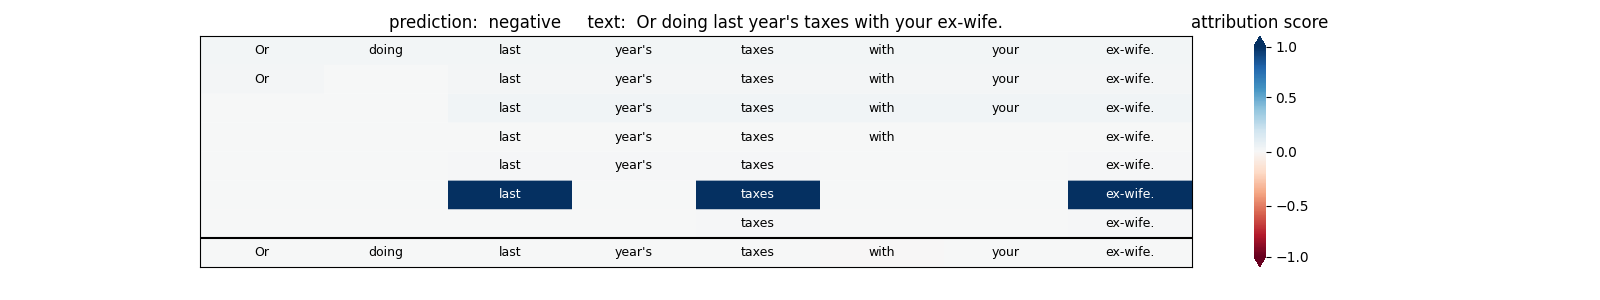 prediction:  negative     text:  Or doing last year's taxes with your ex-wife.
attribution score
Or doing last year's taxes with your ex-wife.
Or last year's taxes with your ex-wife.
last year's taxes with your ex-wife.
last year's taxes with ex-wife.
last year's taxes ex-wife.
last taxes ex-wife.
taxes ex-wife.
Or doing last year's taxes with your ex-wife.
1.0
0.5
0.0
−0.5
−1.0